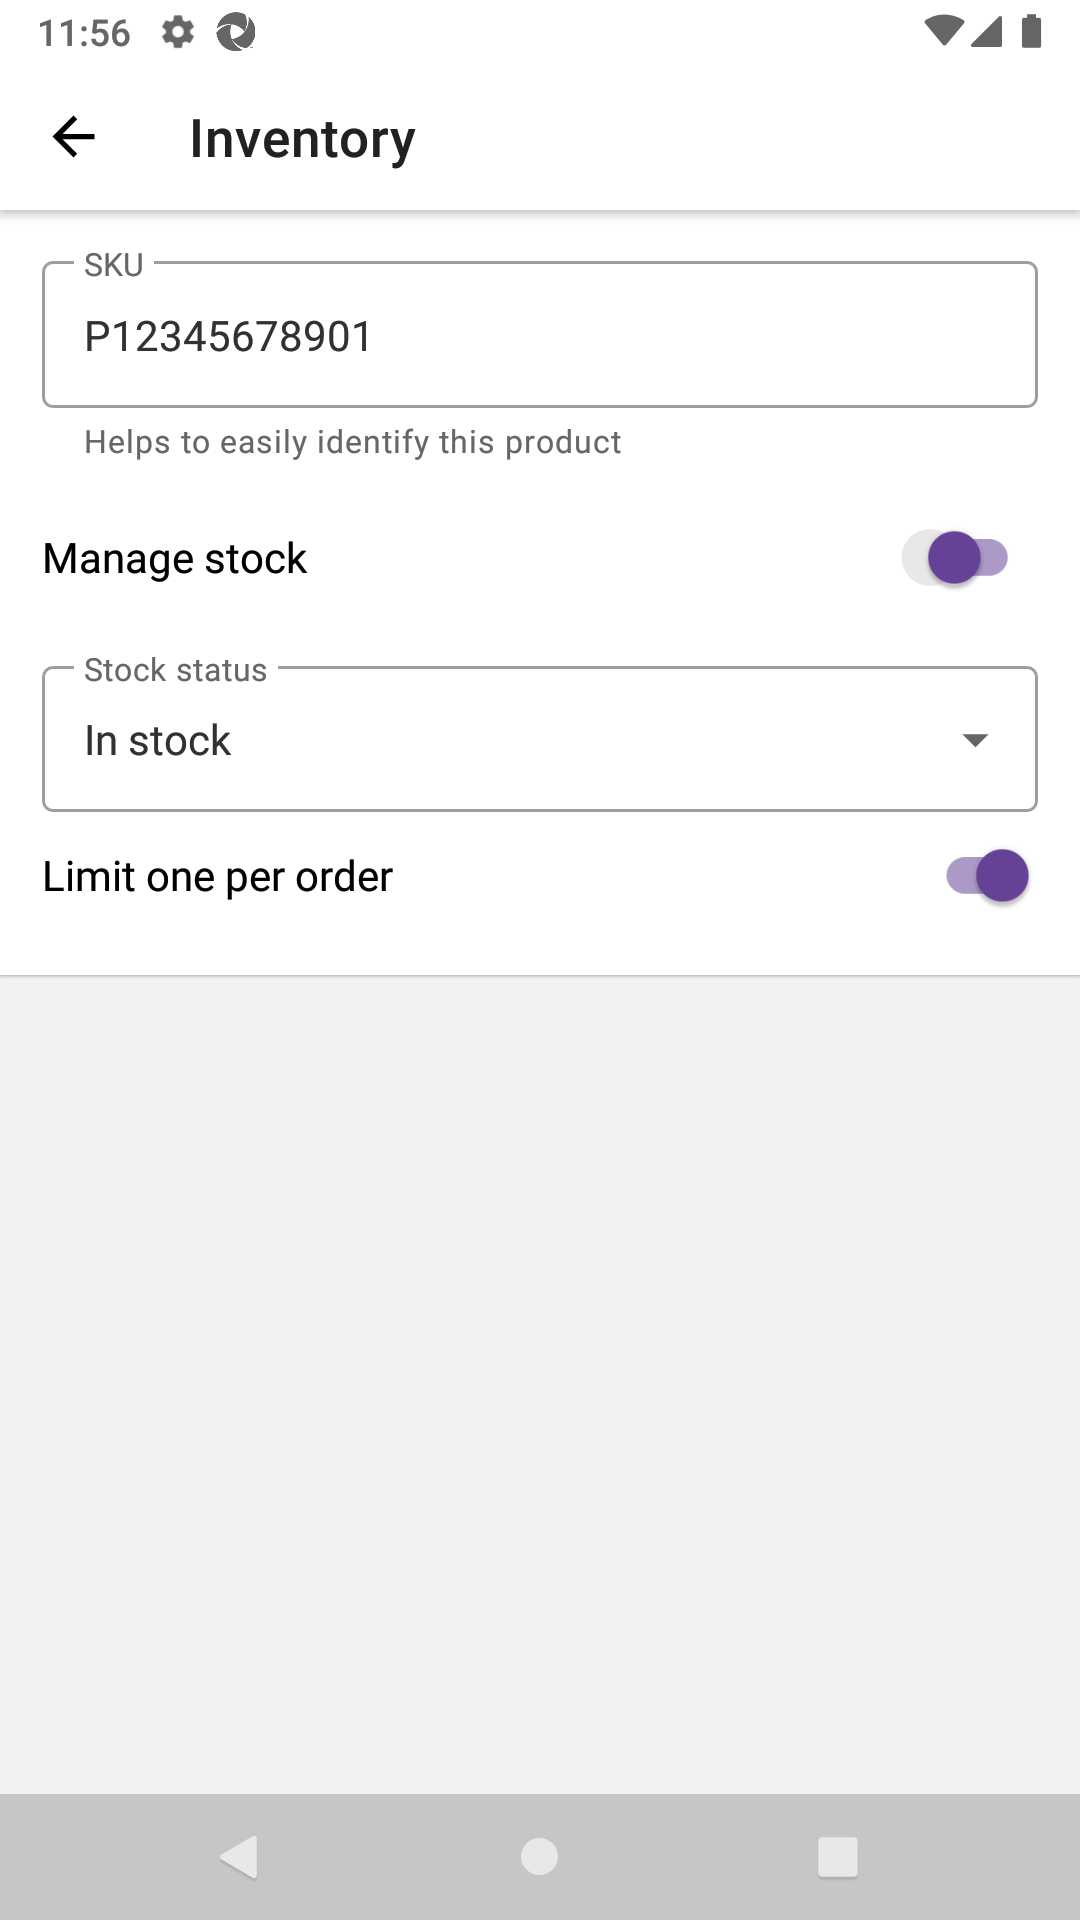 11:56
Inventory
SKU
P12345678901
Helps to easily identify this product
Manage stock
Stock status
In stock
Limit one per order